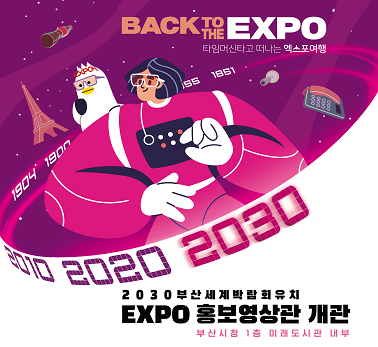 BACK TO THE EXPO
타임머신타고 떠나는 엑스포여행
1904 1900 1855 1851
2010 2020 2030
2030부산세계박람회유치
EXPO 홍보영상관 개관
부산시청 1층 미래도시관 내부